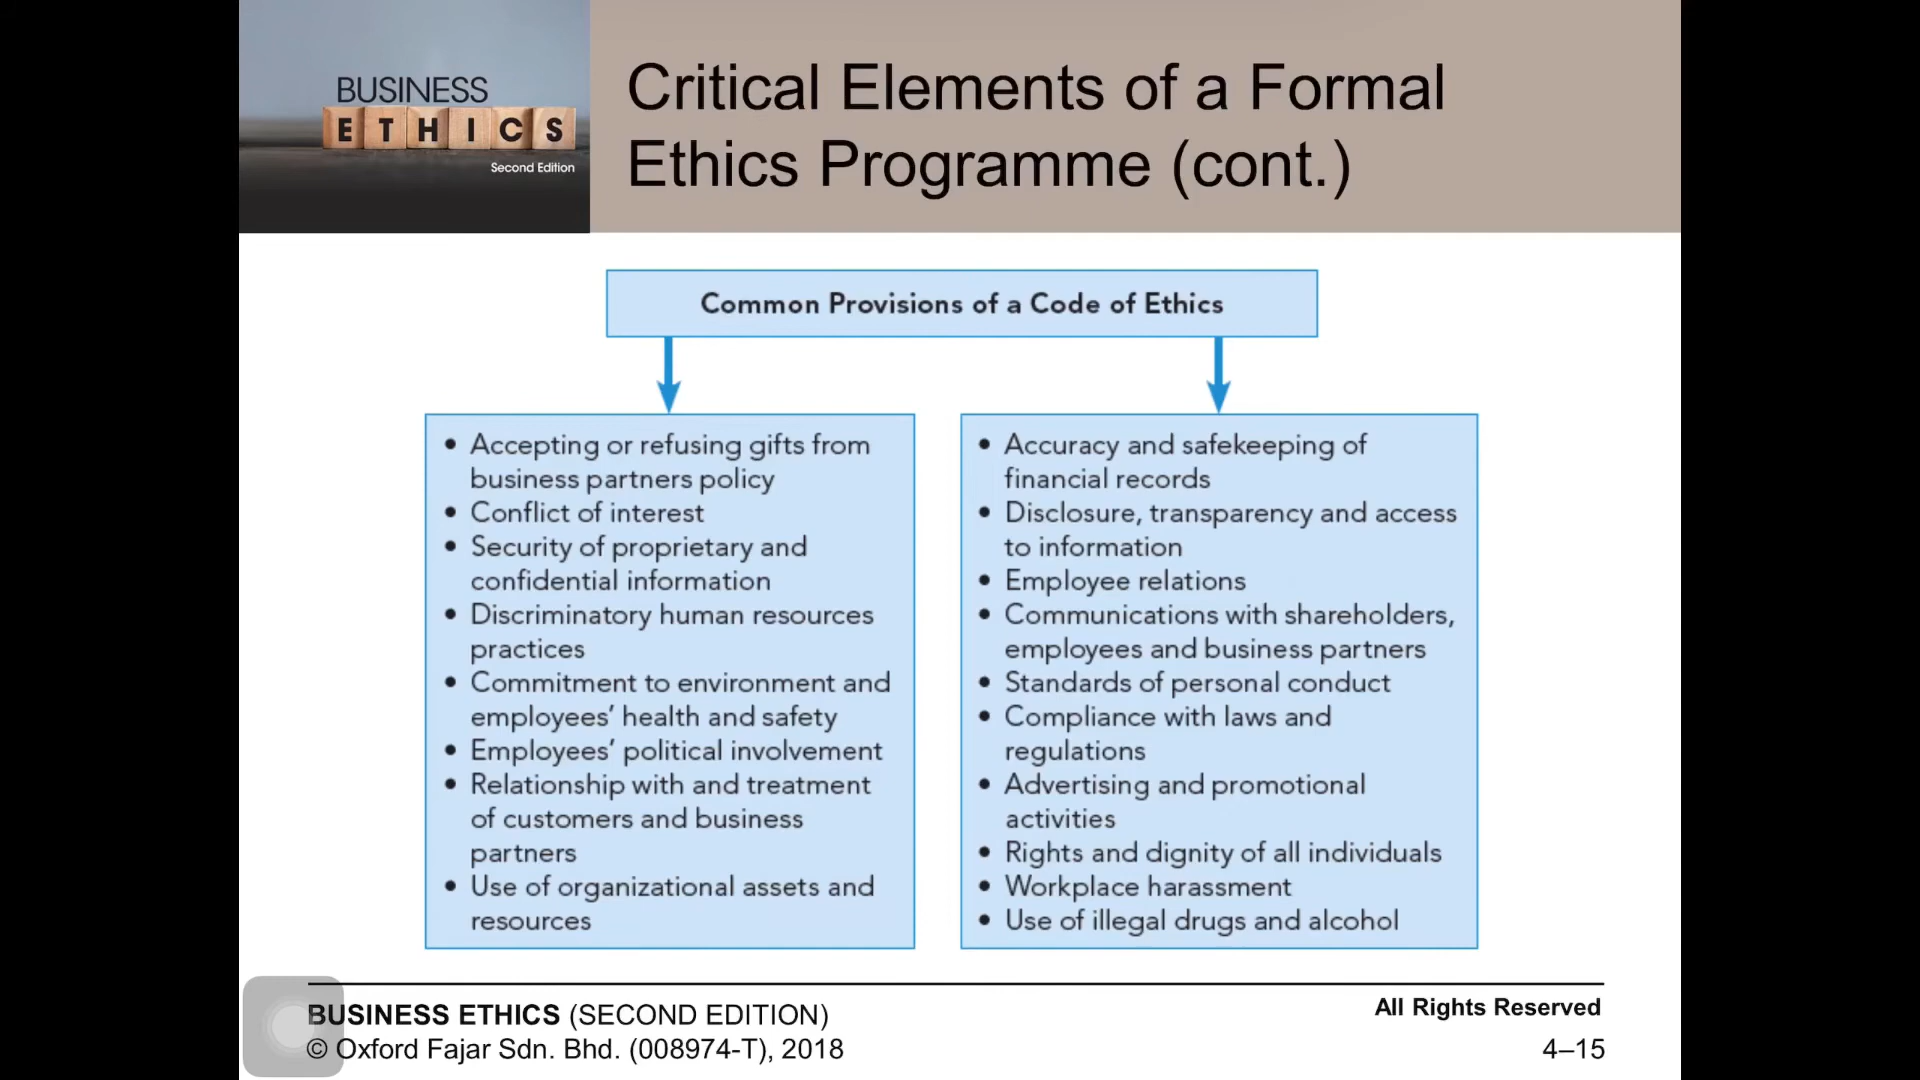 BUSINESS
ETHICS
Second Edition
Critical Elements of a Formal
Ethics Programme (cont.)
Common Provisions of a Code of Ethics
• Accepting or refusing gifts from
business partners policy
• Conflict of interest
• Security of proprietary and
confidential information
• Discriminatory human resources
practices
• Commitment to environment and
employees’ health and safety
• Employees’ political involvement
• Relationship with and treatment
of customers and business
partners
• Use of organizational assets and
resources
• Accuracy and safekeeping of
financial records
• Disclosure, transparency and access
to information
• Employee relations
• Communications with shareholders,
employees and business partners
• Standards of personal conduct
• Compliance with laws and
regulations
• Advertising and promotional
activities
• Rights and dignity of all individuals
• Workplace harassment
• Use of illegal drugs and alcohol
BUSINESS ETHICS (SECOND EDITION)
© Oxford Fajar Sdn. Bhd. (008974-T), 2018
All Rights Reserved
4–15